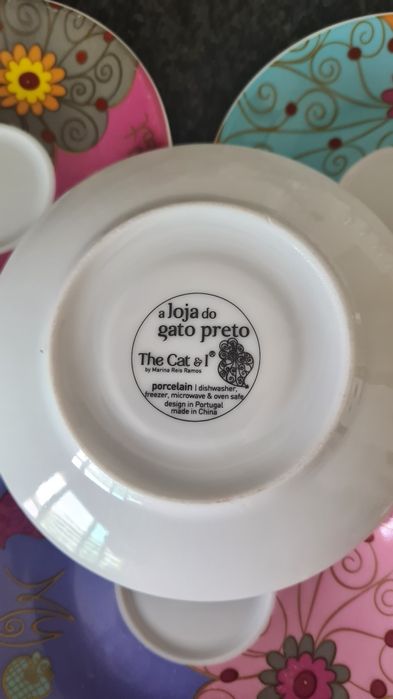 a loja do
gato preto
The Cat & I®
by Marina Reis Ramos
porcelain | dishwasher,
freezer, microwave & oven safe
design in Portugal
made in China